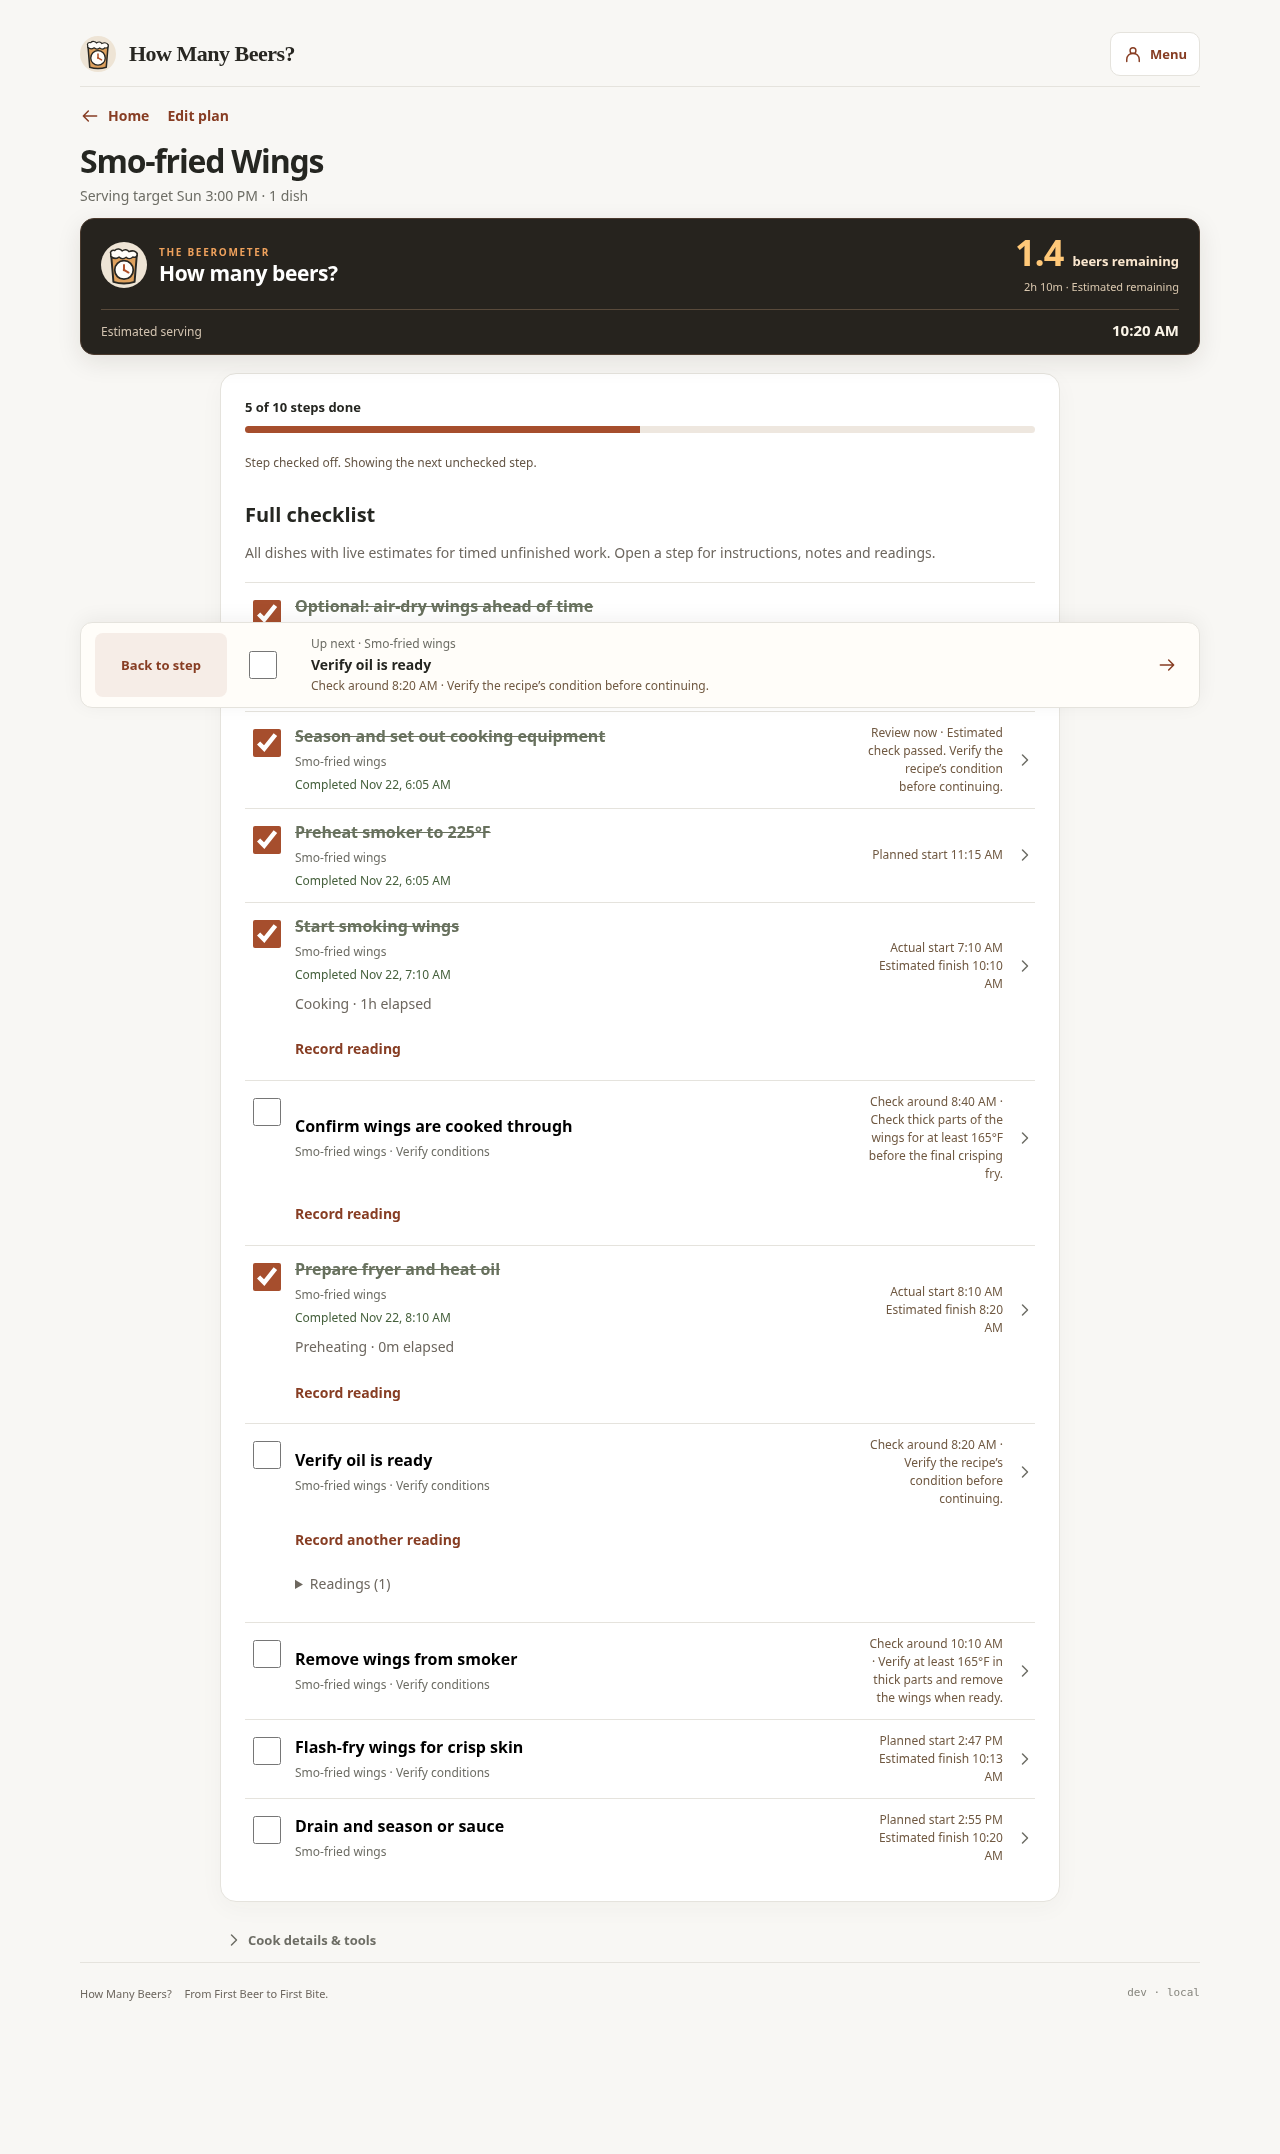 How Many Beers?
Menu
Home Edit plan
Smo-fried Wings
Serving target Sun 3:00 PM · 1 dish
THE BEEROMETER
How many beers?
1.4 beers remaining
2h 10m · Estimated remaining
Estimated serving
10:20 AM
5 of 10 steps done
Step checked off. Showing the next unchecked step.
Full checklist
All dishes with live estimates for timed unfinished work. Open a step for instructions, notes and readings.
Optional: air-dry wings ahead of time
Back to step
Up next · Smo-fried wings
Verify oil is ready
Check around 8:20 AM · Verify the recipe’s condition before continuing.
Season and set out cooking equipment
Smo-fried wings
Completed Nov 22, 6:05 AM
Review now · Estimated
check passed. Verify the
recipe’s condition
before continuing.
Preheat smoker to 225°F
Smo-fried wings
Completed Nov 22, 6:05 AM
Planned start 11:15 AM
Start smoking wings
Smo-fried wings
Completed Nov 22, 7:10 AM
Cooking · 1h elapsed
Actual start 7:10 AM
Estimated finish 10:10
AM
Record reading
Confirm wings are cooked through
Smo-fried wings · Verify conditions
Check around 8:40 AM ·
Check thick parts of the
wings for at least 165°F
before the final crisping
fry.
Record reading
Prepare fryer and heat oil
Smo-fried wings
Completed Nov 22, 8:10 AM
Preheating · 0m elapsed
Actual start 8:10 AM
Estimated finish 8:20
AM
Record reading
Verify oil is ready
Smo-fried wings · Verify conditions
Check around 8:20 AM ·
Verify the recipe’s
condition before
continuing.
Record another reading
Readings (1)
Remove wings from smoker
Smo-fried wings · Verify conditions
Check around 10:10 AM
· Verify at least 165°F in
thick parts and remove
the wings when ready.
Flash-fry wings for crisp skin
Smo-fried wings · Verify conditions
Planned start 2:47 PM
Estimated finish 10:13
AM
Drain and season or sauce
Smo-fried wings
Planned start 2:55 PM
Estimated finish 10:20
AM
Cook details & tools
How Many Beers? From First Beer to First Bite.
dev · local